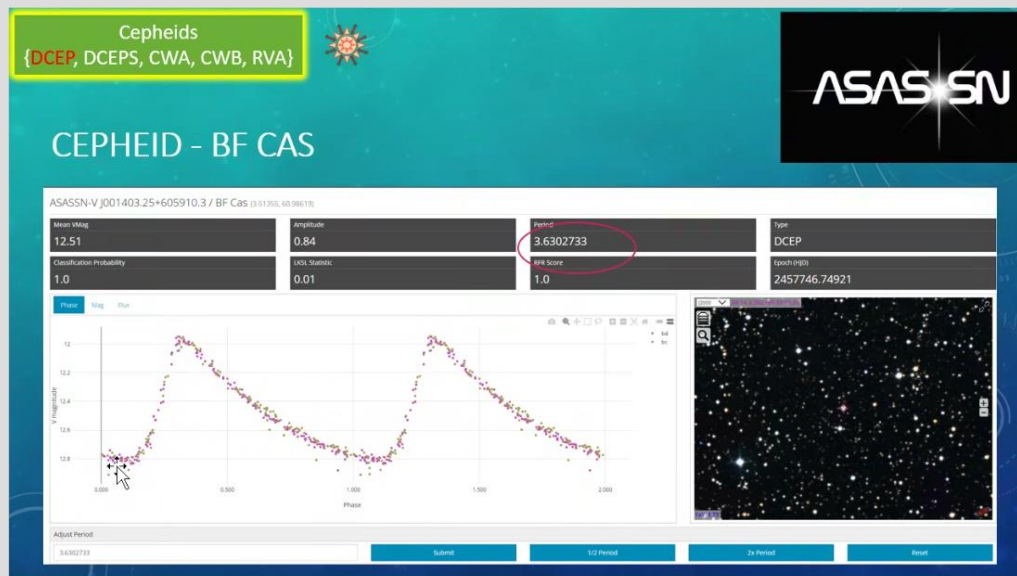 Cepheids
{DCEP, DCEPS, CWA, CWB, RVA}
ASAS-SN
CEPHEID - BF CAS
ASASSN-V J001403.25+605910.3 / BF Cas (3.51355, 60.98619)
Mean VMag
Amplitude
Period
Type
12.51
0.84
3.6302733
DCEP
Classification Probability
LKSL Statistic
RFR Score
Epoch (HJD)
1.0
0.01
1.0
2457746.74921
Phase Mag Flux
12
12.2
12.4
12.6
12.8
V magnitude
0.000 0.500 1.000 1.500 2.000
Phase
Adjust Period
3.6302733
Submit
1/2 Period
2x Period
Reset